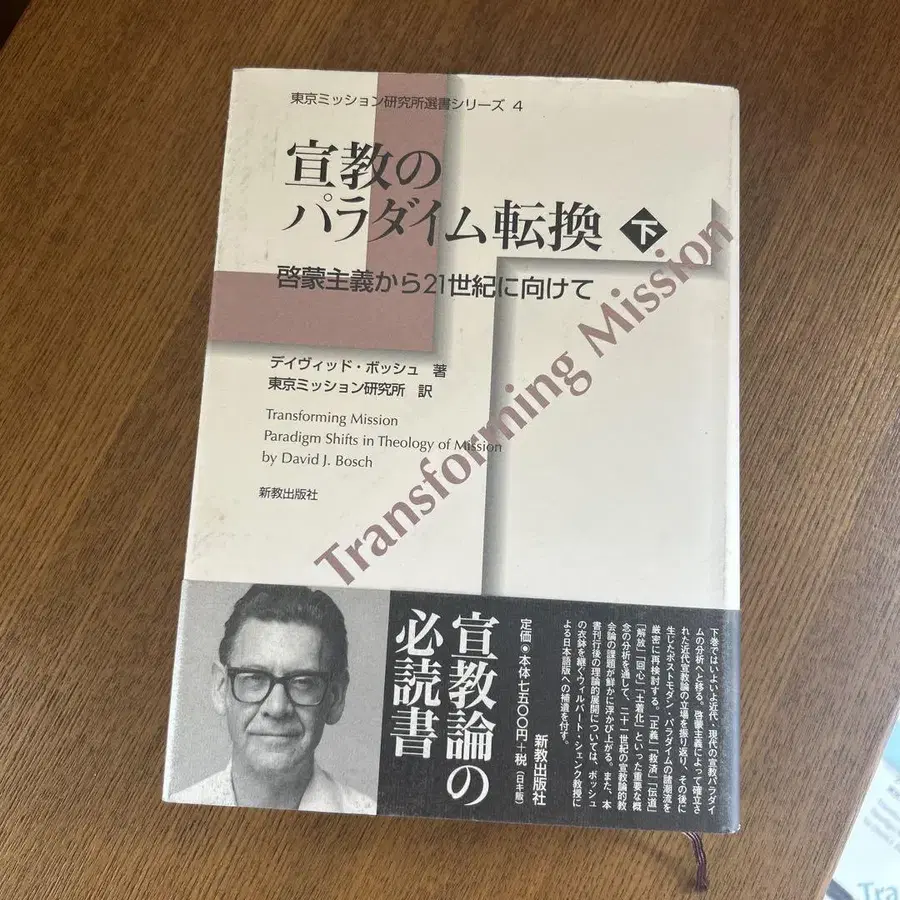 東京ミッション研究所選書シリーズ 4
宣教の
パラダイム転換 下
啓蒙主義から21世紀に向けて
デイヴィッド・ボッシュ 著
東京ミッション研究所 訳
Transforming Mission
Paradigm Shifts in Theology of Mission
by David J. Bosch
新教出版社
Transforming Mission
宣教論の
必読書
下巻ではいよいよ近代・現代の宣教パラダイ
ムの分析へと移る。啓蒙主義によって確立さ
れた近代宣教論の立場を振り返り、その後に
生じたポストモダン・パラダイムの諸潮流を
厳密に再検討する。「正義」「救済」「伝道」
「解放」「回心」「土着化」といった重要な概
念の分析を通して、二十一世紀の宣教論的教
会論の課題が鮮かに浮かび上がる。また、本
書刊行後の理論的展開については、ボッシュ
の衣鉢を継ぐウィルバート・シェンク教授に
よる日本語版への補遺を付す。
新教出版社
定価●本体七五〇〇円+税(日キ販)
Tra